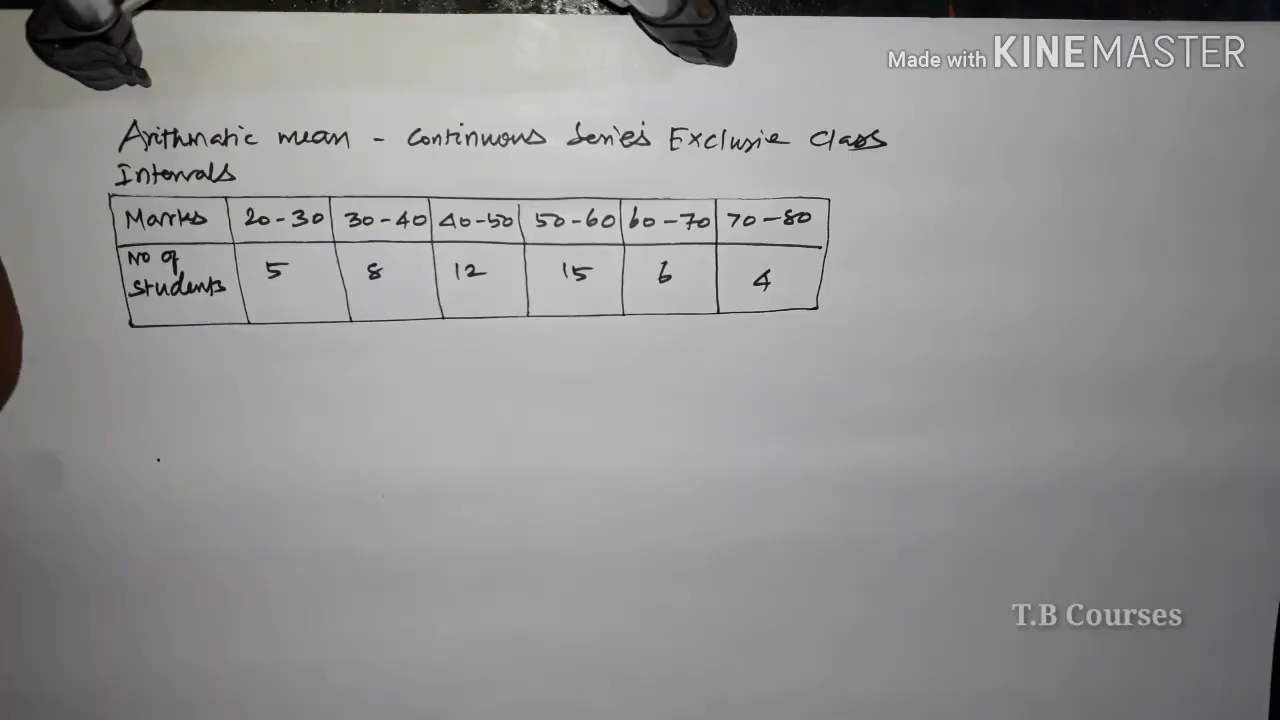 Made with KINEMASTER
Arithmatic mean - Continuous Series Exclusie Class
Intervals
Marks 20-30 30-40 40-50 50-60 60-70 70-80
No of
Students 5 8 12 15 6 4
T.B Courses